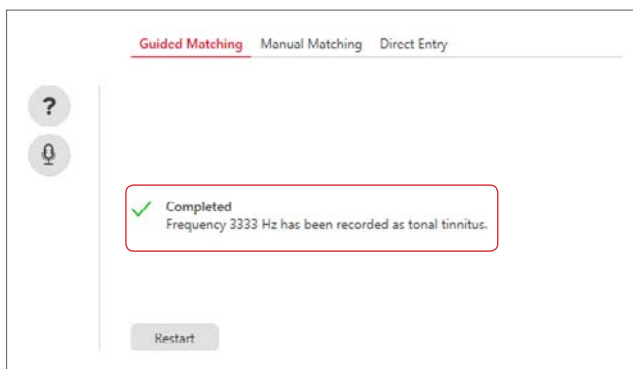 Guided Matching Manual Matching Direct Entry
?
Completed
Frequency 3333 Hz has been recorded as tonal tinnitus.
Restart